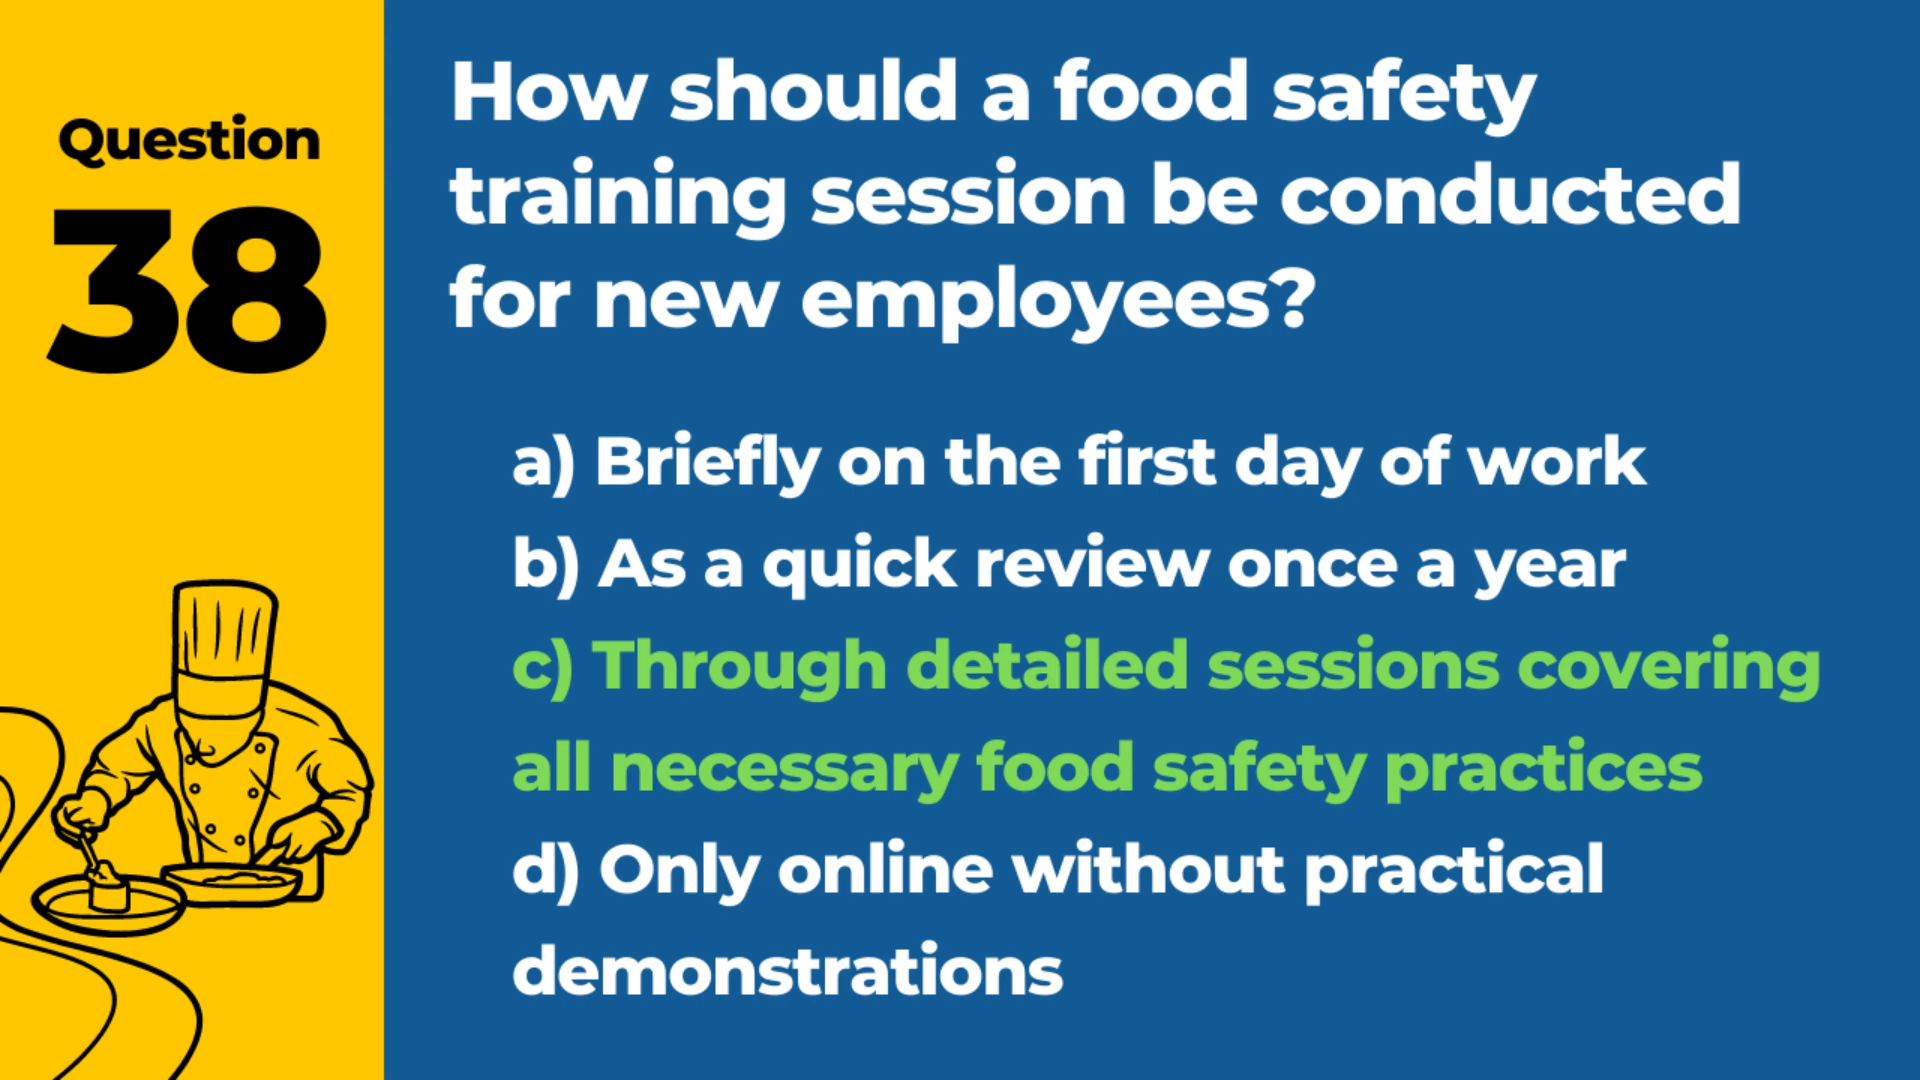 Question
38
How should a food safety
training session be conducted
for new employees?
a) Briefly on the first day of work
b) As a quick review once a year
c) Through detailed sessions covering
all necessary food safety practices
d) Only online without practical
demonstrations